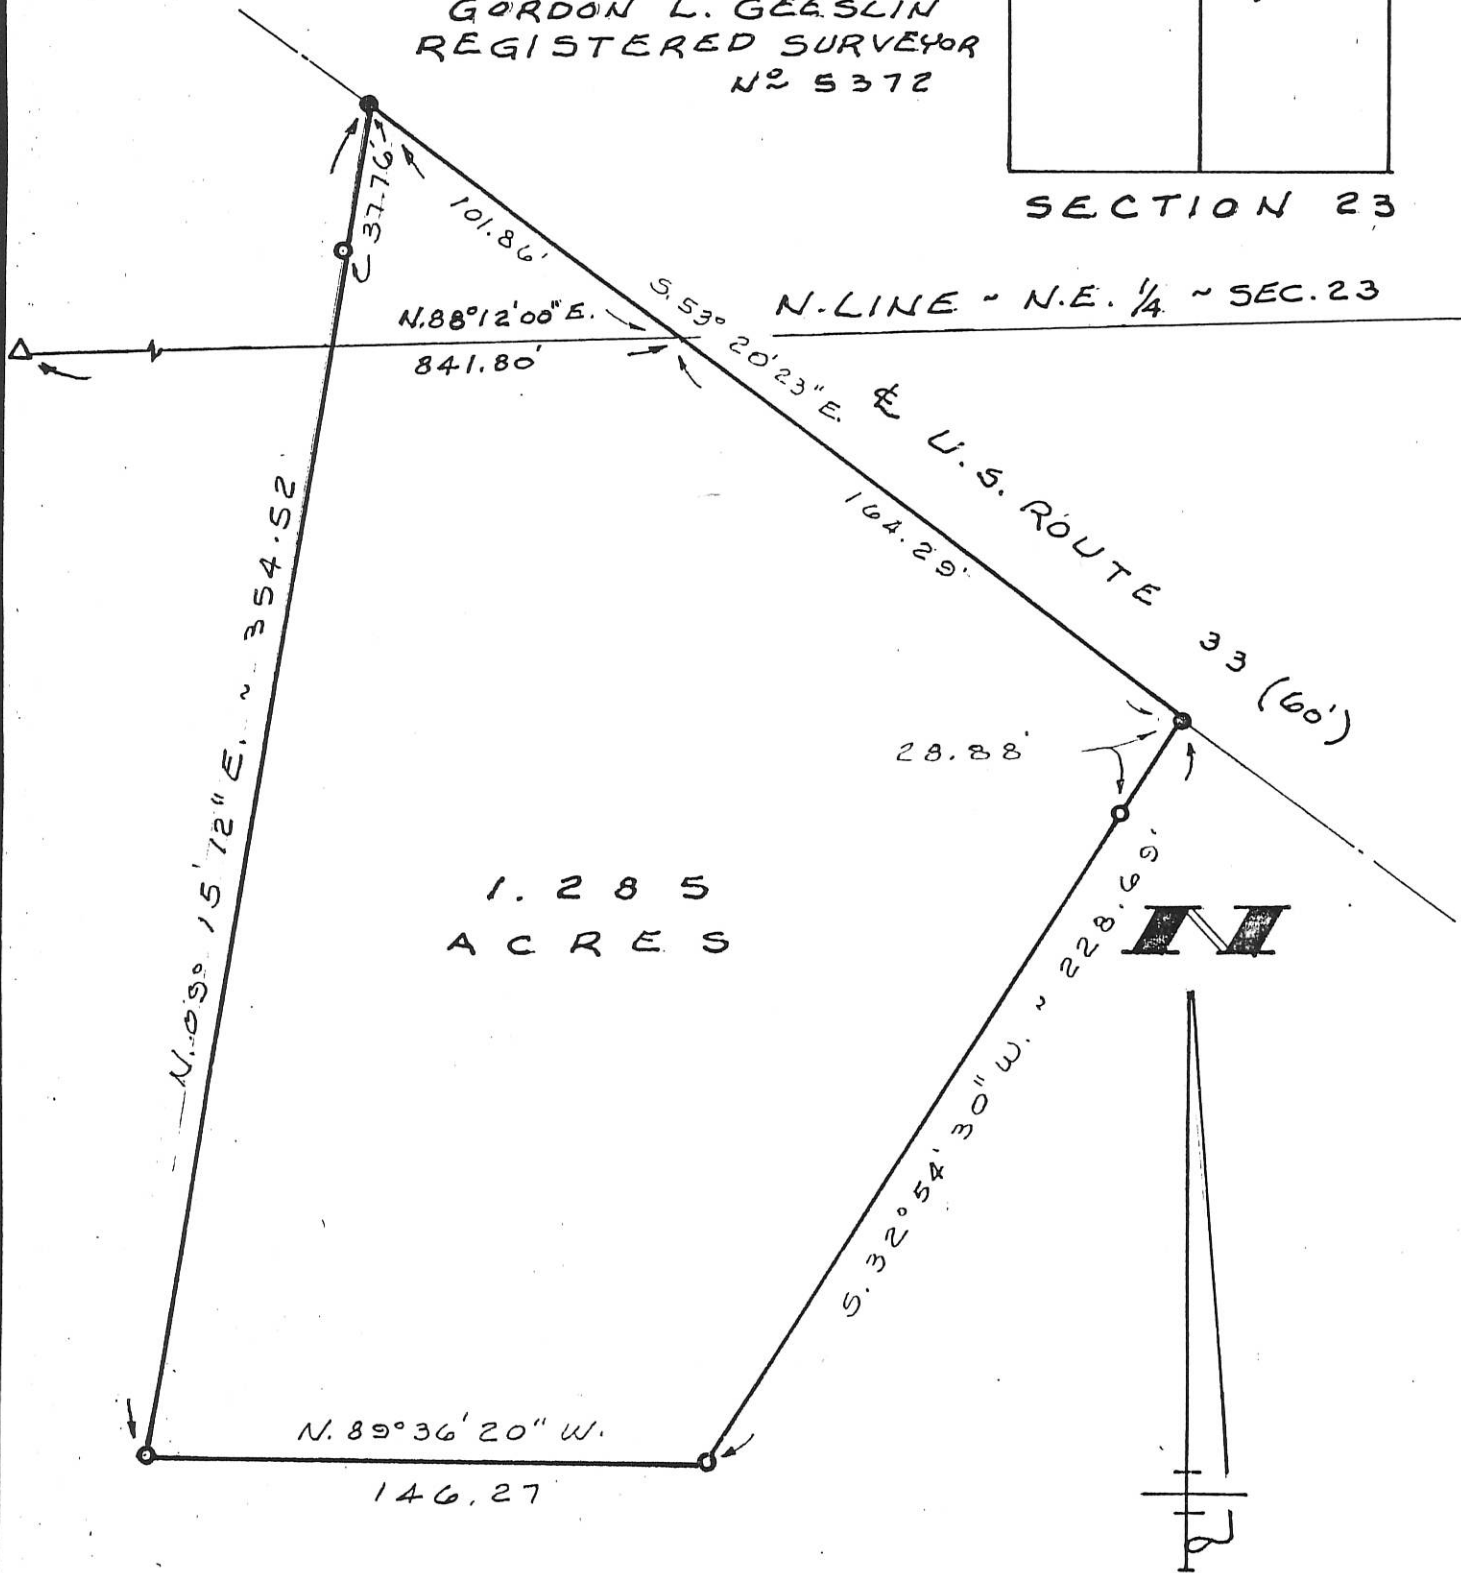 GORDON L. GEESLIN
REGISTERED SURVEYOR
Nº 5372
SECTION 23
37.76'
101.86'
N.88°12'00"E.
841.80'
S.53° 20'23"E.
N.LINE ~ N.E. 1/4 ~ SEC.23
℄ U.S. ROUTE 33 (60')
164.29'
28.88'
N.09° 15'12"E. ~ 354.52'
1.285
ACRES
S.32°54'30"W. ~ 228.69'
N
N.89°36'20"W.
146.27